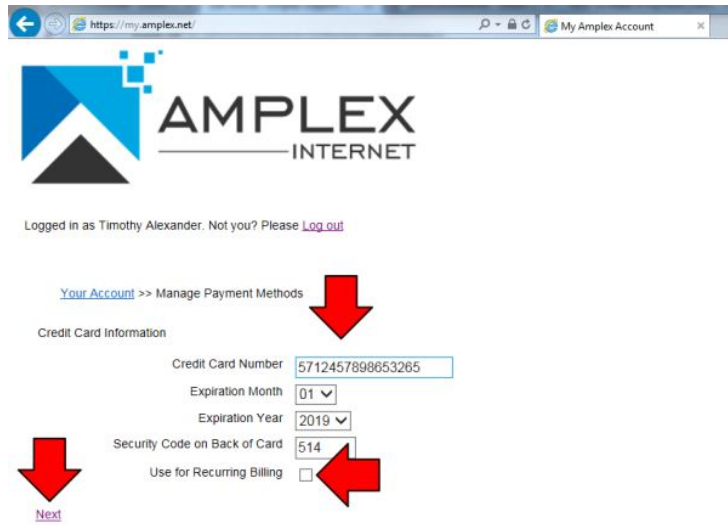 https://my.amplex.net/
My Amplex Account
AMPLEX
INTERNET
Logged in as Timothy Alexander. Not you? Please Log out
Your Account >> Manage Payment Methods
Credit Card Information
Credit Card Number 5712457898653265
Expiration Month 01
Expiration Year 2019
Security Code on Back of Card 514
Use for Recurring Billing
Next